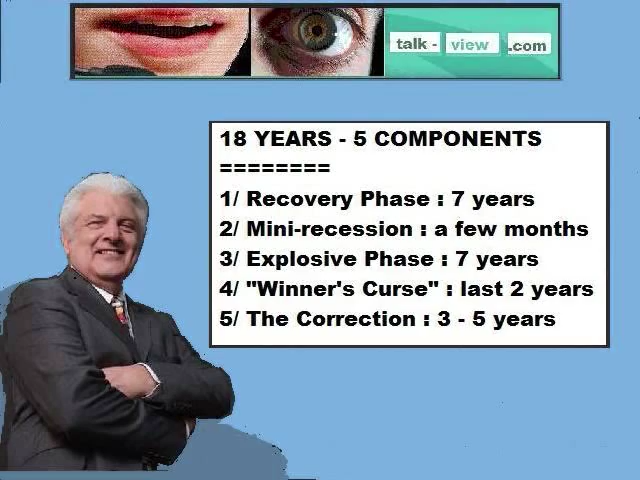 talk - view .com
18 YEARS - 5 COMPONENTS
========
1/ Recovery Phase : 7 years
2/ Mini-recession : a few months
3/ Explosive Phase : 7 years
4/ "Winner's Curse" : last 2 years
5/ The Correction : 3 - 5 years